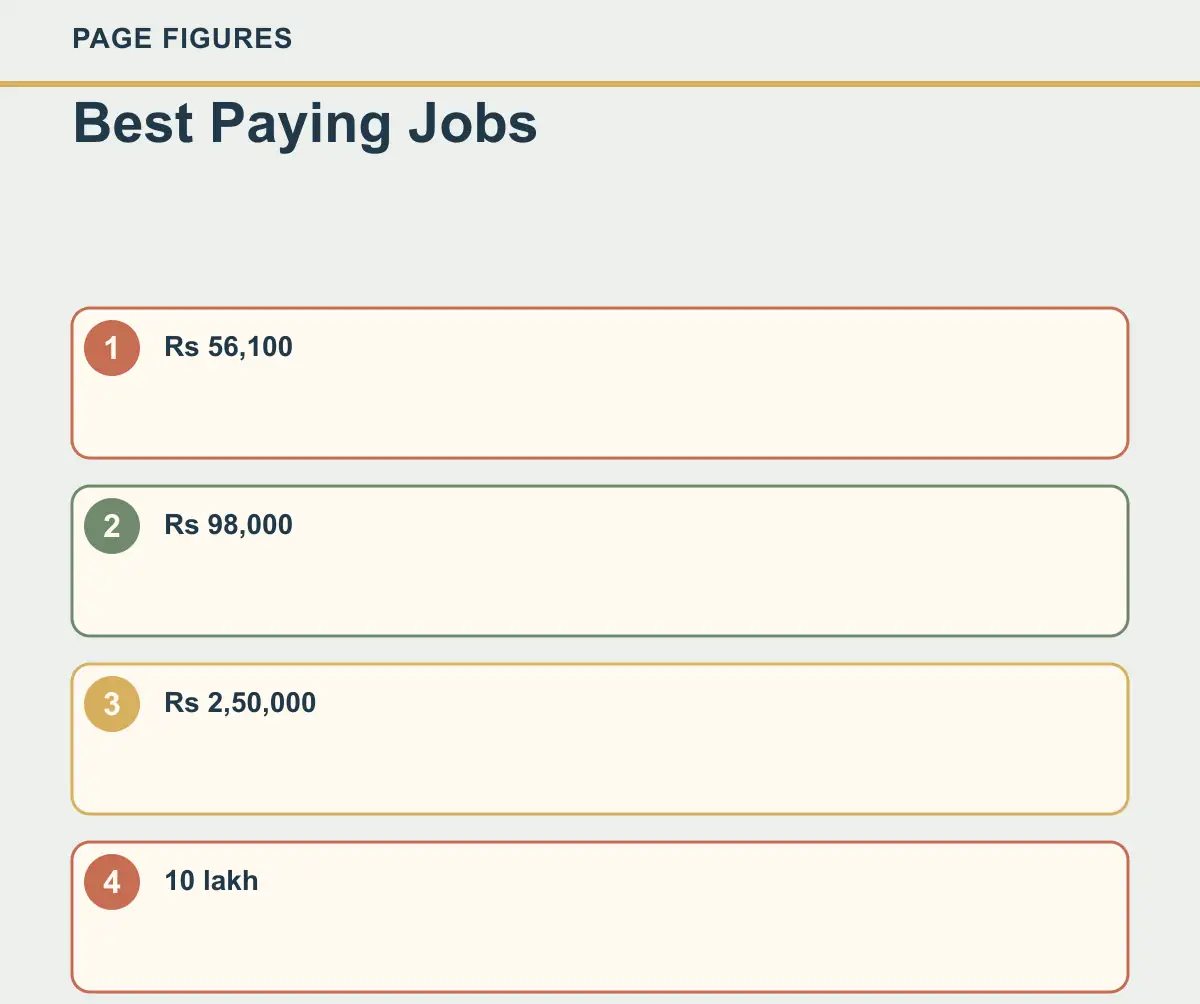 PAGE FIGURES
Best Paying Jobs
1 Rs 56,100
2 Rs 98,000
3 Rs 2,50,000
4 10 lakh